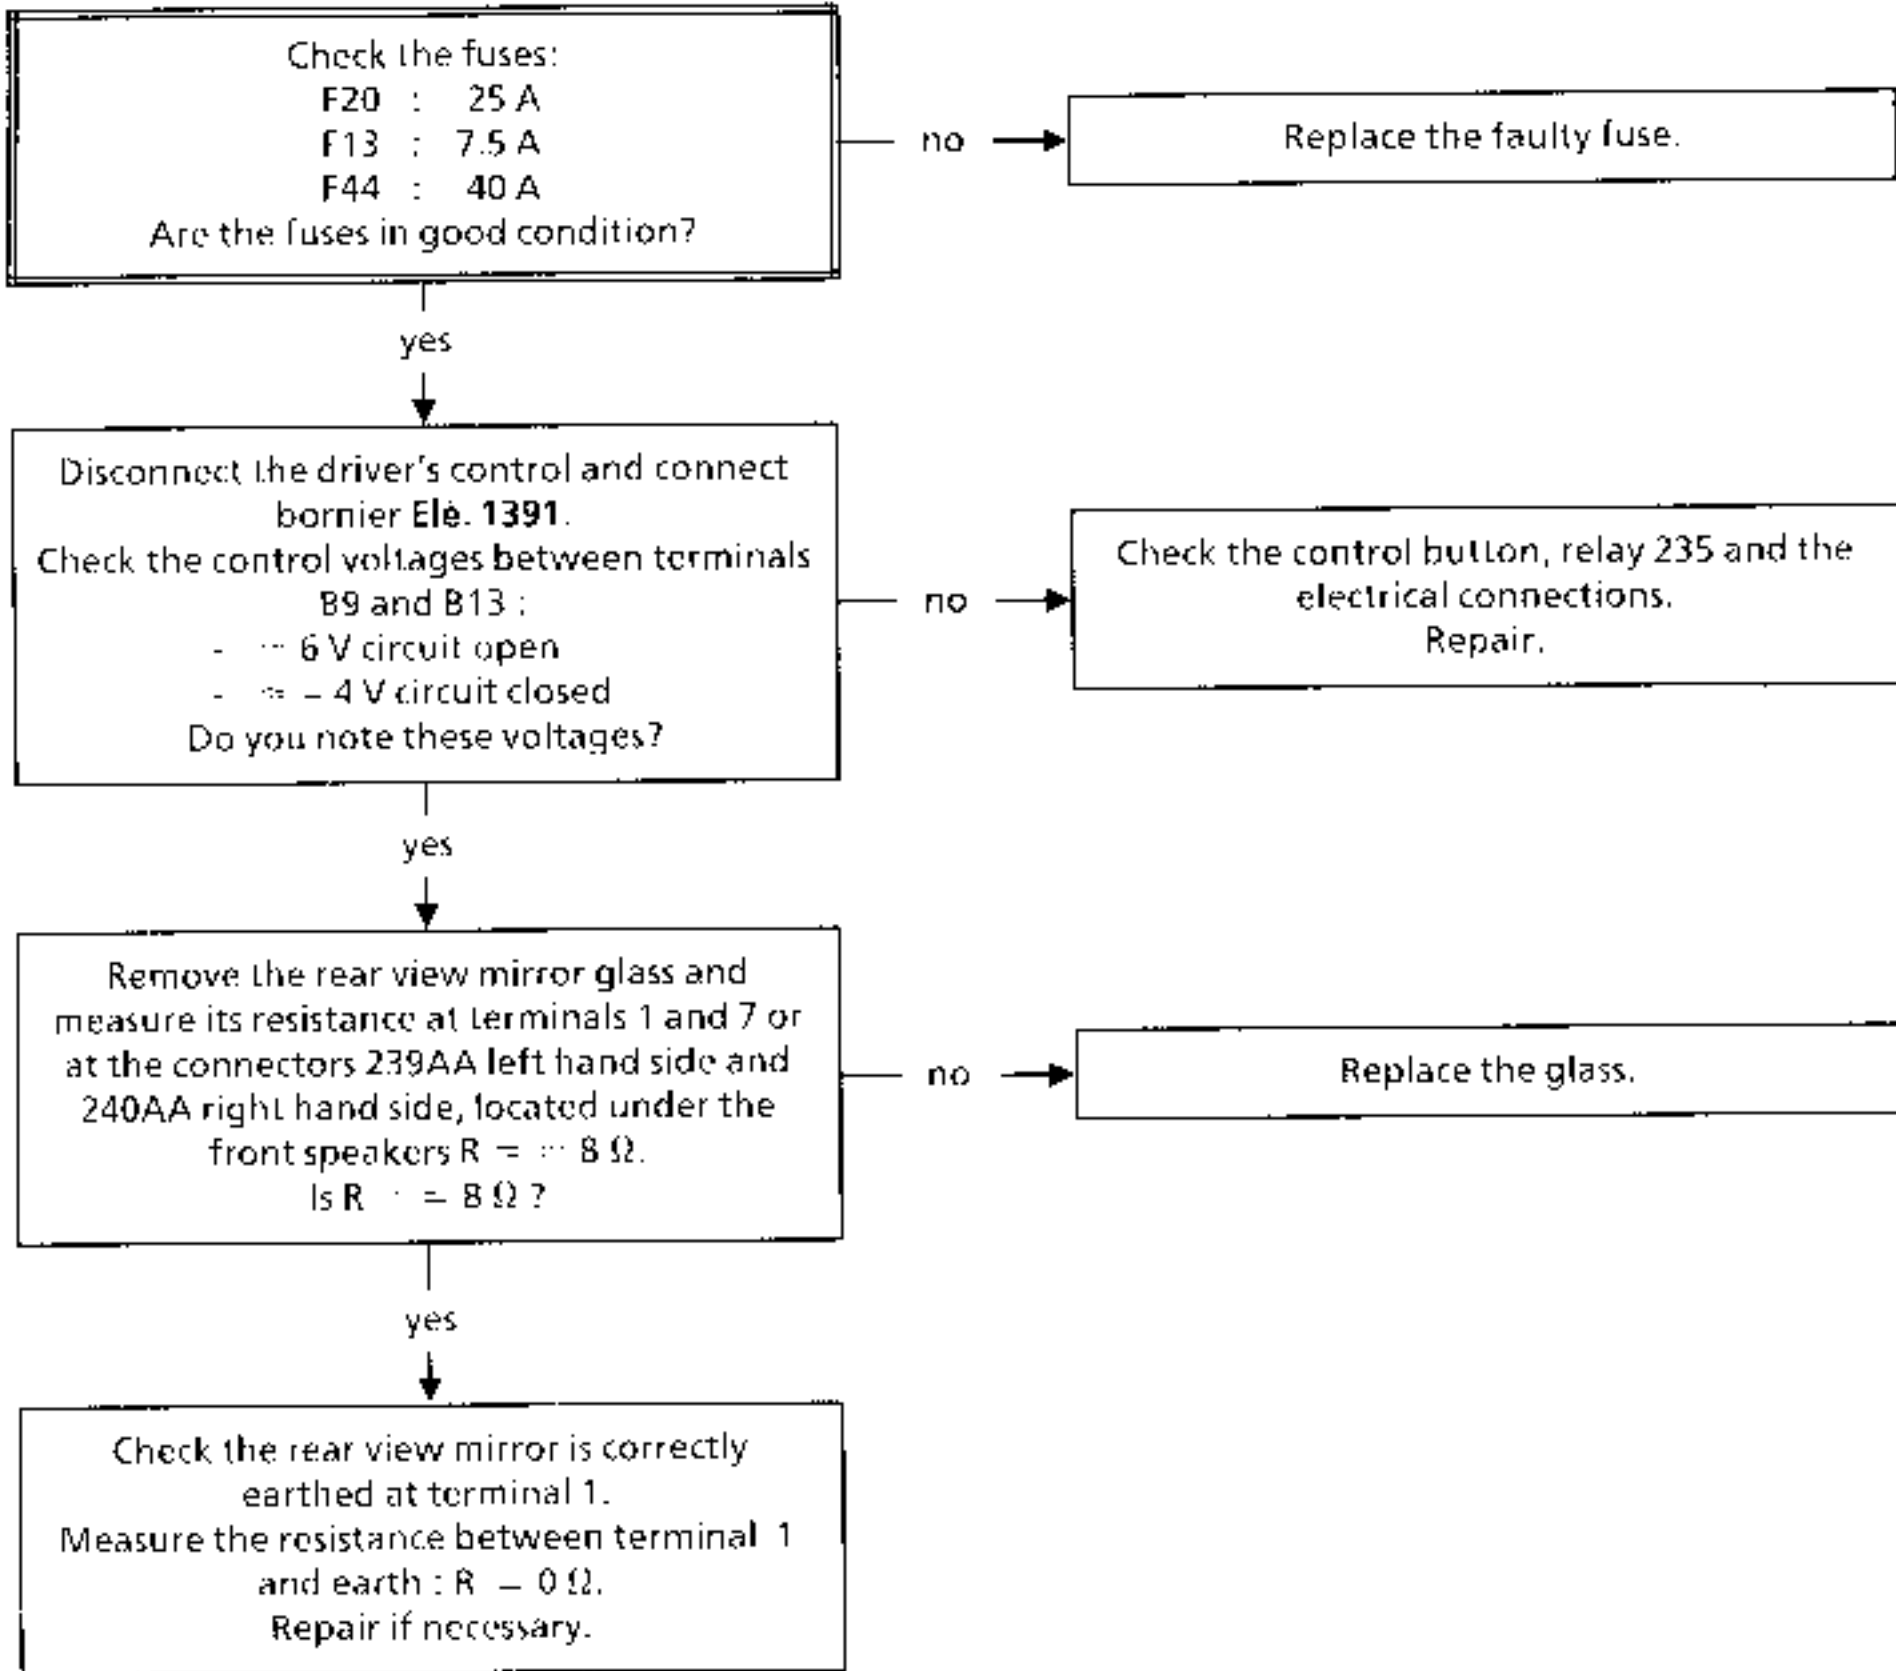 Check the fuses:
F20 : 25 A
F13 : 7.5 A
F44 : 40 A
Are the fuses in good condition?
no
Replace the faulty fuse.
yes
Disconnect the driver's control and connect
bornier Elé. 1391.
Check the control voltages between terminals
B9 and B13 :
- ≈ 6 V circuit open
- ≈ – 4 V circuit closed
Do you note these voltages?
no
Check the control button, relay 235 and the
electrical connections.
Repair.
yes
Remove the rear view mirror glass and
measure its resistance at terminals 1 and 7 or
at the connectors 239AA left hand side and
240AA right hand side, located under the
front speakers R = ≈ 8 Ω.
Is R = 8 Ω ?
no
Replace the glass.
yes
Check the rear view mirror is correctly
earthed at terminal 1.
Measure the resistance between terminal 1
and earth : R = 0 Ω.
Repair if necessary.